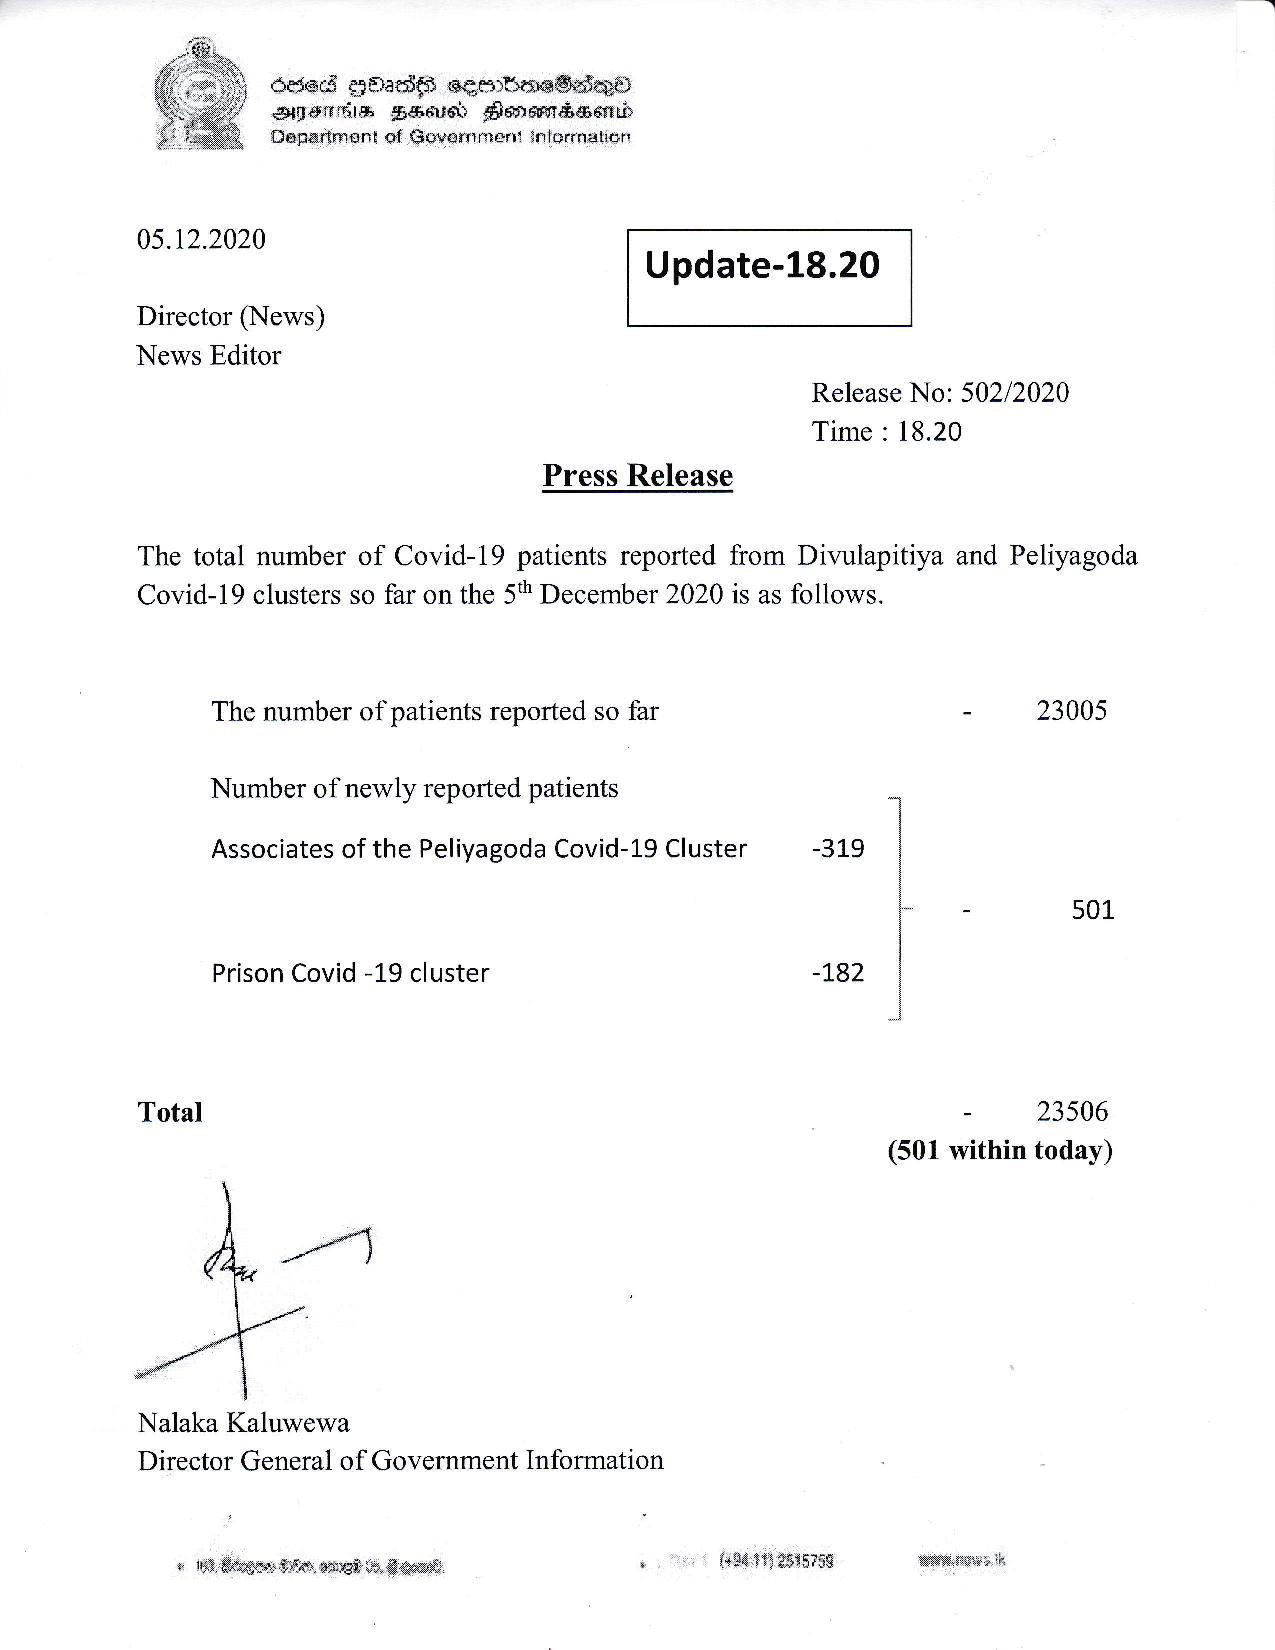 රජයේ ප්‍රවෘත්ති දෙපාර්තමේන්තුව
அரசாங்க தகவல் திணைக்களம்
Department of Government Information
05.12.2020
Update-18.20
Director (News)
News Editor
Release No: 502/2020
Time : 18.20
Press Release
The total number of Covid-19 patients reported from Divulapitiya and Peliyagoda
Covid-19 clusters so far on the 5th December 2020 is as follows.
The number of patients reported so far - 23005
Number of newly reported patients
Associates of the Peliyagoda Covid-19 Cluster -319
- 501
Prison Covid -19 cluster -182
Total - 23506
(501 within today)
Nalaka Kaluwewa
Director General of Government Information
(+94 11) 2515759 www.news.lk